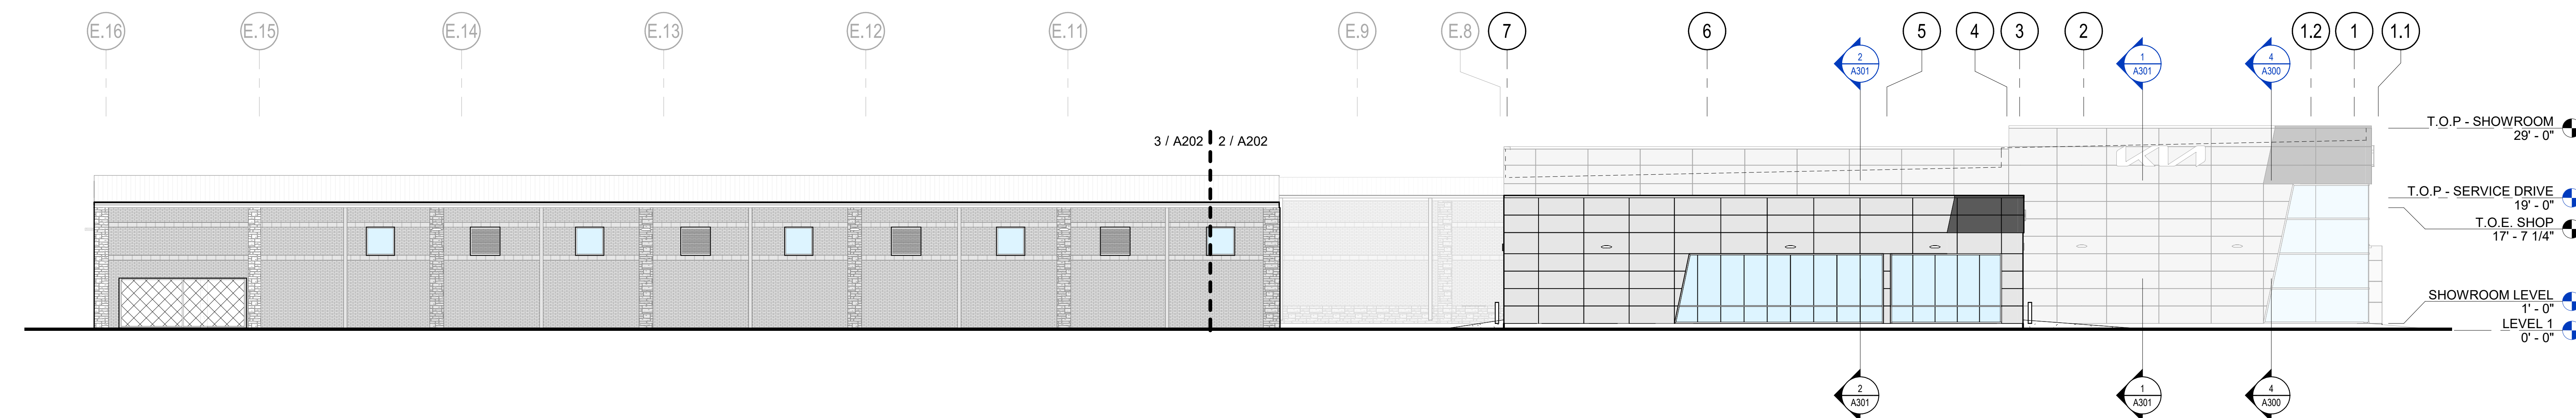 E.16 E.15 E.14 E.13 E.12 E.11 E.9 E.8 7 6 5 4 3 2 1.2 1 1.1
2 1 4
A301 A301 A300
T.O.P - SHOWROOM
29' - 0"
3 / A202 2 / A202
KIA
T.O.P - SERVICE DRIVE
19' - 0"
T.O.E. SHOP
17' - 7 1/4"
SHOWROOM LEVEL
1' - 0"
LEVEL 1
0' - 0"
2 1 4
A301 A301 A300